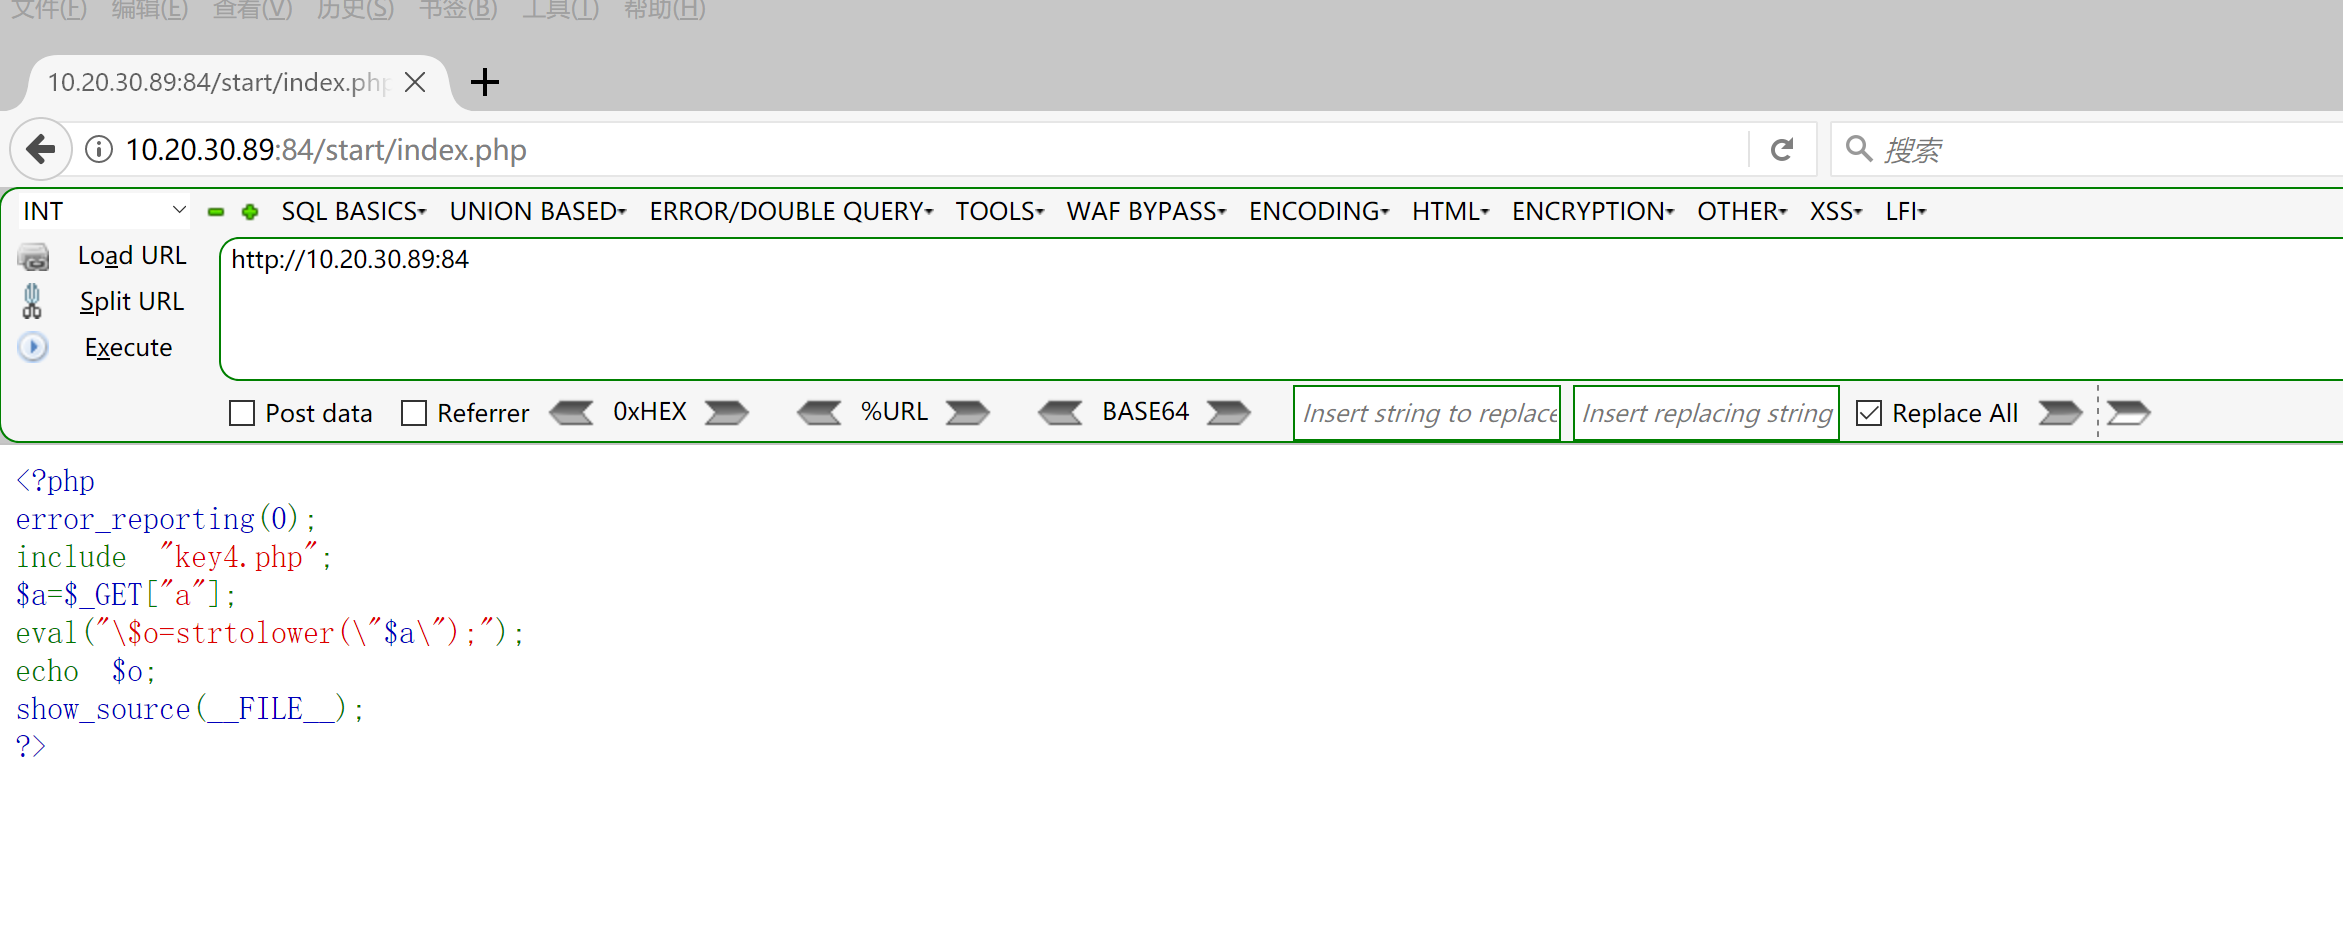 文件(F) 编辑(E) 查看(V) 历史(S) 书签(B) 工具(T) 帮助(H)
10.20.30.89:84/start/index.php
10.20.30.89:84/start/index.php
搜索
INT SQL BASICS UNION BASED ERROR/DOUBLE QUERY TOOLS WAF BYPASS ENCODING HTML ENCRYPTION OTHER XSS LFI
Load URL
http://10.20.30.89:84
Split URL
Execute
Post data Referrer 0xHEX %URL BASE64 Insert string to replace Insert replacing string Replace All
<?php
error_reporting(0);
include "key4.php";
$a=$_GET["a"];
eval("\$o=strtolower(\"$a\");");
echo $o;
show_source(__FILE__);
?>